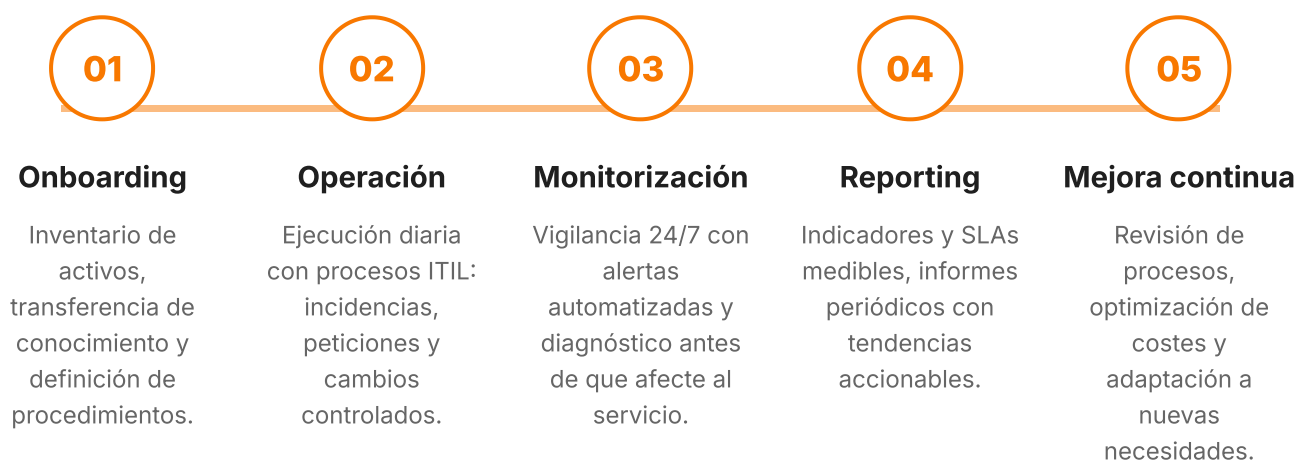 01
Onboarding
Inventario de
activos,
transferencia de
conocimiento y
definición de
procedimientos.
02
Operación
Ejecución diaria
con procesos ITIL:
incidencias,
peticiones y
cambios
controlados.
03
Monitorización
Vigilancia 24/7 con
alertas
automatizadas y
diagnóstico antes
de que afecte al
servicio.
04
Reporting
Indicadores y SLAs
medibles, informes
periódicos con
tendencias
accionables.
05
Mejora continua
Revisión de
procesos,
optimización de
costes y
adaptación a
nuevas
necesidades.